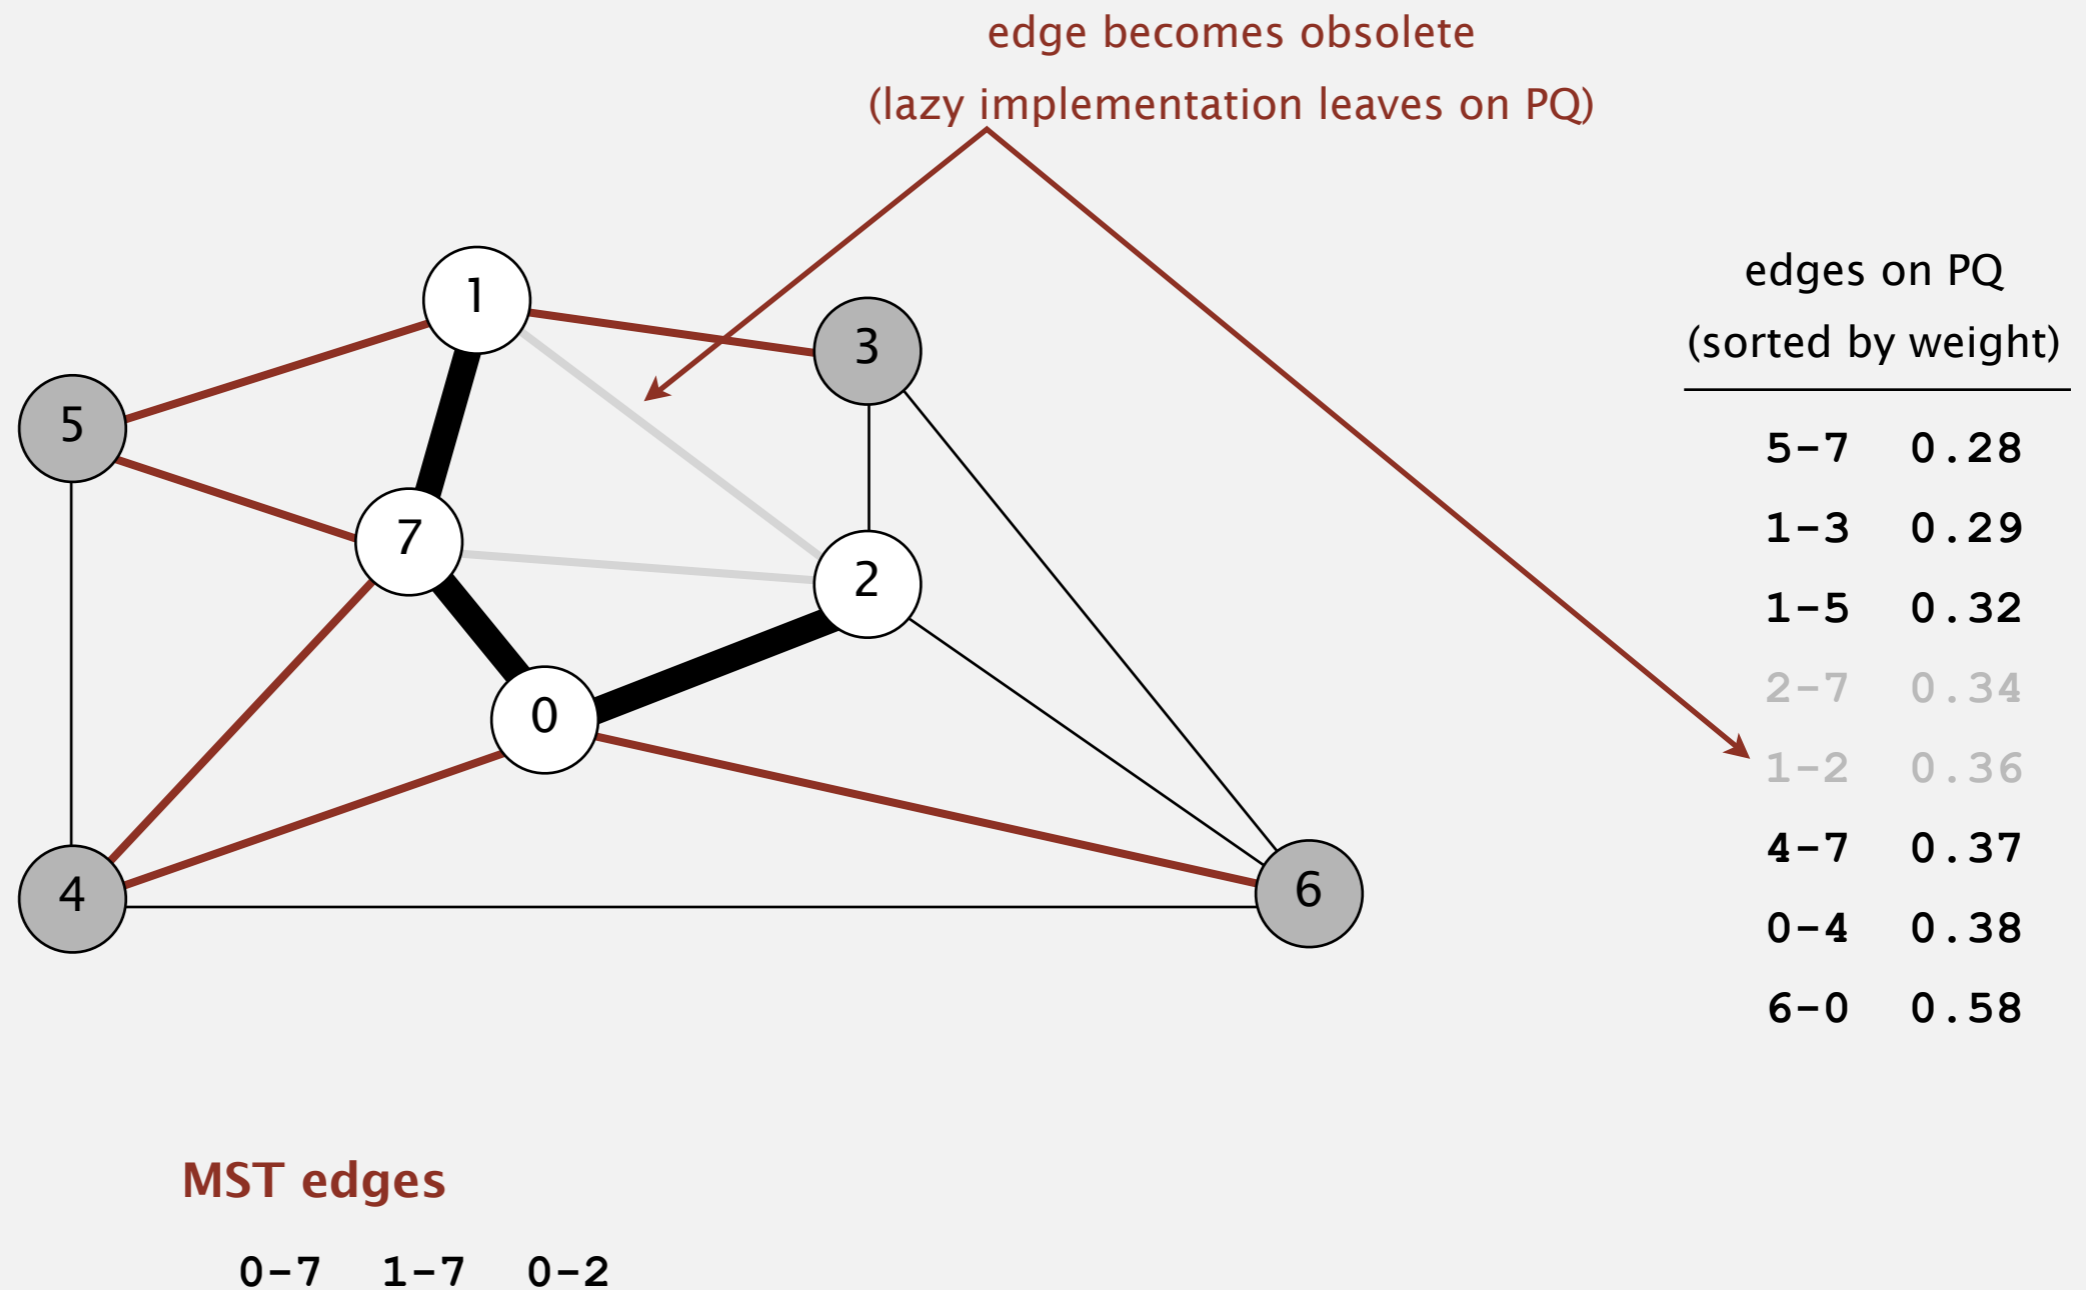 edge becomes obsolete
(lazy implementation leaves on PQ)
1
3
5
7
2
0
4
6
edges on PQ
(sorted by weight)
5-7 0.28
1-3 0.29
1-5 0.32
2-7 0.34
1-2 0.36
4-7 0.37
0-4 0.38
6-0 0.58
MST edges
0-7 1-7 0-2